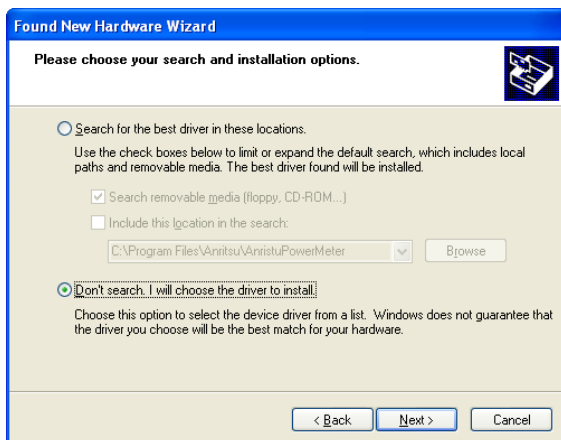 Found New Hardware Wizard
Please choose your search and installation options.
Search for the best driver in these locations.
Use the check boxes below to limit or expand the default search, which includes local
paths and removable media. The best driver found will be installed.
Search removable media (floppy, CD-ROM...)
Include this location in the search:
C:\Program Files\Anritsu\AnristuPowerMeter
Browse
Don't search. I will choose the driver to install.
Choose this option to select the device driver from a list. Windows does not guarantee that
the driver you choose will be the best match for your hardware.
< Back Next > Cancel